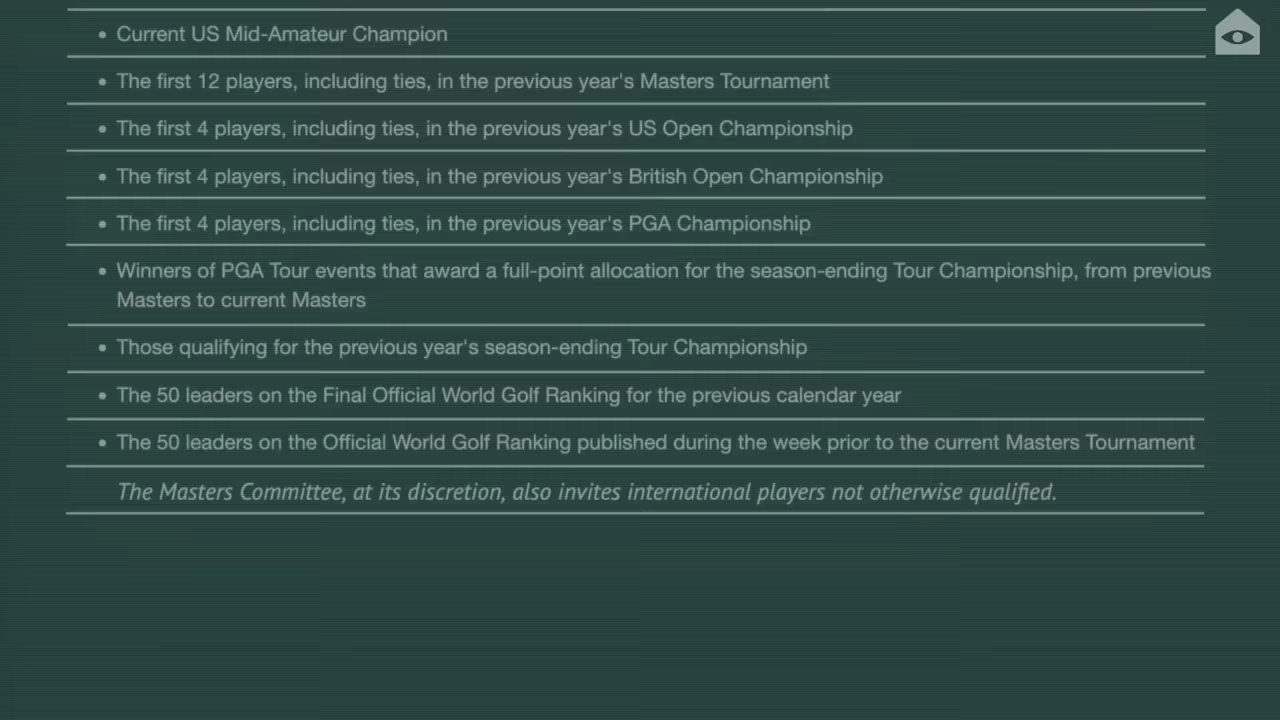 • Current US Mid-Amateur Champion
• The first 12 players, including ties, in the previous year's Masters Tournament
• The first 4 players, including ties, in the previous year's US Open Championship
• The first 4 players, including ties, in the previous year's British Open Championship
• The first 4 players, including ties, in the previous year's PGA Championship
• Winners of PGA Tour events that award a full-point allocation for the season-ending Tour Championship, from previous
Masters to current Masters
• Those qualifying for the previous year's season-ending Tour Championship
• The 50 leaders on the Final Official World Golf Ranking for the previous calendar year
• The 50 leaders on the Official World Golf Ranking published during the week prior to the current Masters Tournament
The Masters Committee, at its discretion, also invites international players not otherwise qualified.